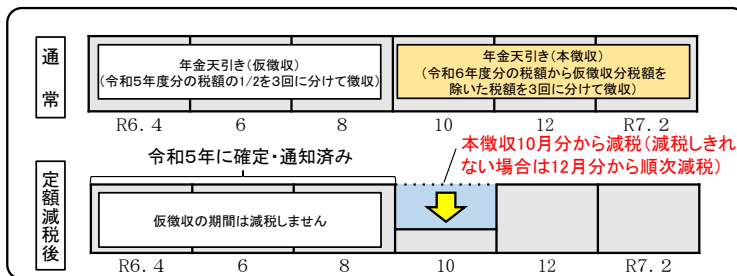 通常
年金天引き(仮徴収)
(令和5年度分の税額の1/2を3回に分けて徴収)
年金天引き(本徴収)
(令和6年度分の税額から仮徴収分税額を
除いた税額を3回に分けて徴収)
R6.4 6 8 10 12 R7.2
令和5年に確定・通知済み
本徴収10月分から減税(減税しきれ
ない場合は12月分から順次減税)
定額減税後
仮徴収の期間は減税しません
R6.4 6 8 10 12 R7.2